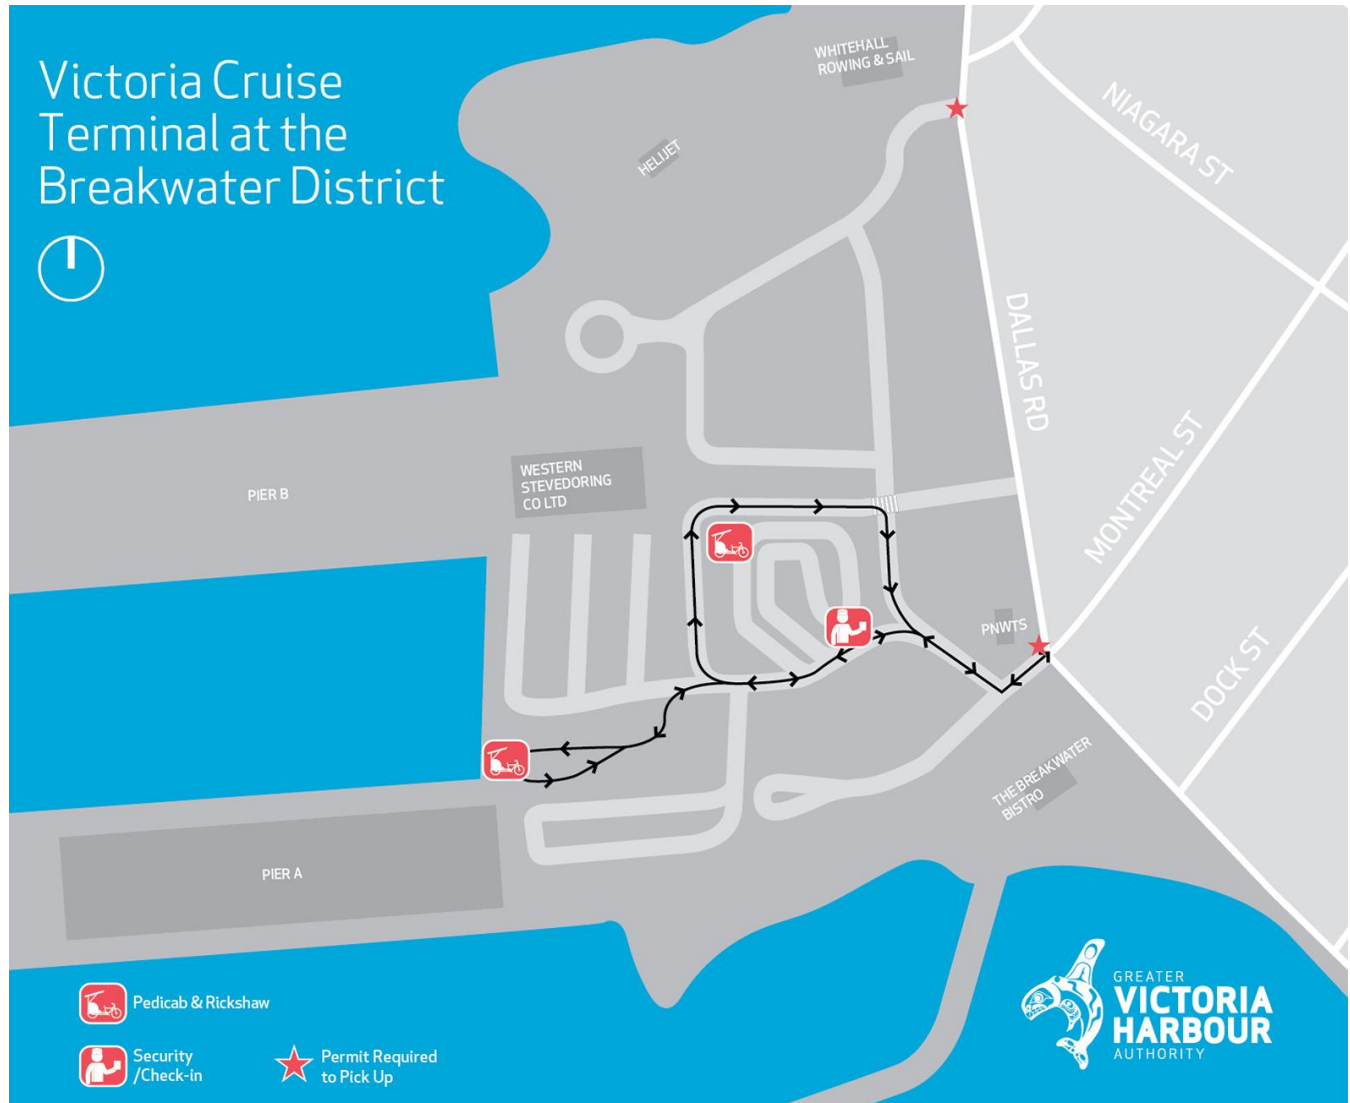 Victoria Cruise
Terminal at the
Breakwater District
WHITEHALL
ROWING & SAIL
HELIJET
NIAGARA ST
DALLAS RD
MONTREAL ST
DOCK ST
PIER B
WESTERN
STEVEDORING
CO LTD
PNWTS
THE BREAKWATER
BISTRO
PIER A
Pedicab & Rickshaw
Security
/Check-in
Permit Required
to Pick Up
GREATER
VICTORIA
HARBOUR
AUTHORITY